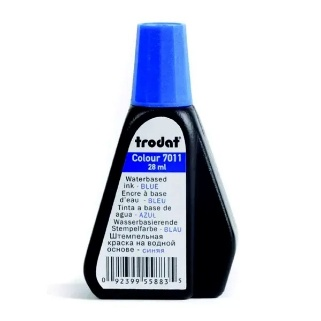 trodat
Colour 7011
28 ml
Waterbased
ink - BLUE
Encre à base
d'eau - BLEU
Tinta a base de
agua - AZUL
Wasserbasierende
Stempelfarbe - BLAU
Штемпельная
краска на водной
основе - синяя
0 92399 55883 5